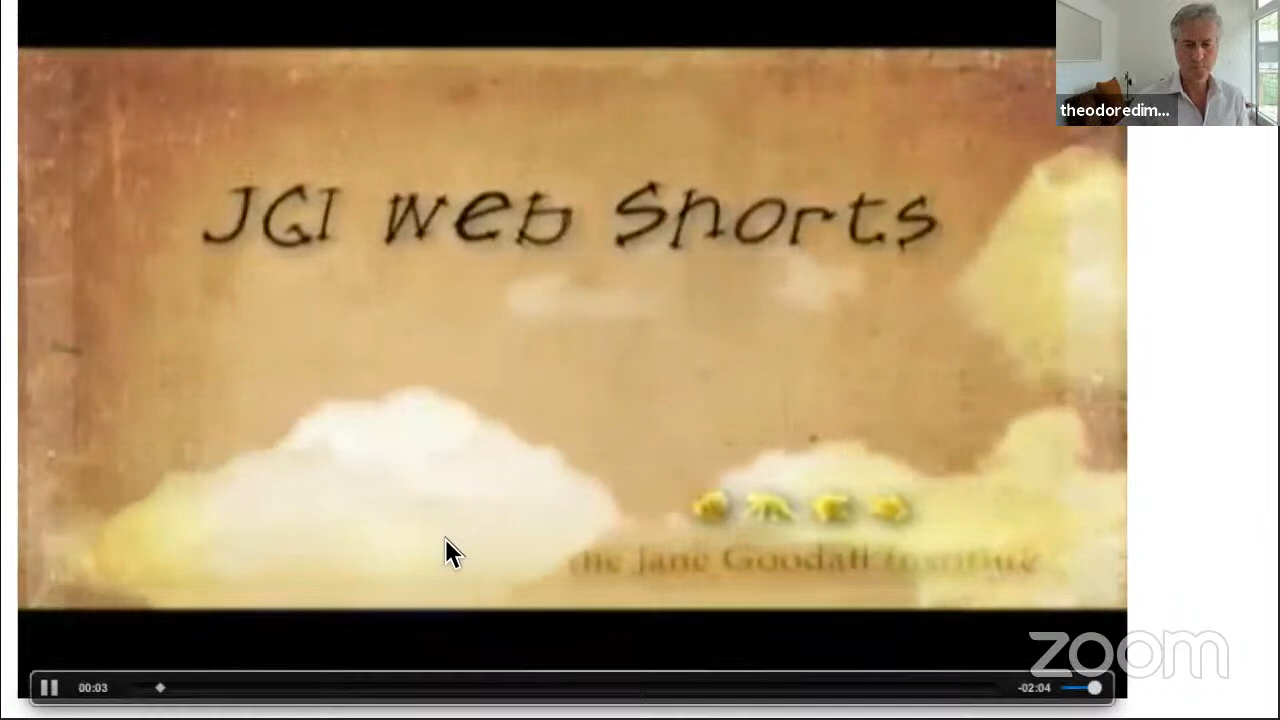 theodoredim...
JGI Web Shorts
The Jane Goodall Institute
zoom
00:03
-02:04